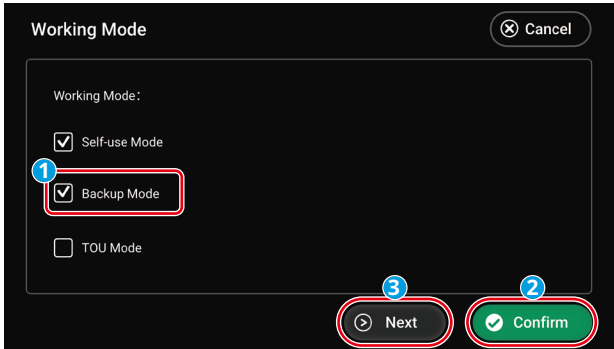 Working Mode
Cancel
Working Mode:
Self-use Mode
1
Backup Mode
TOU Mode
3
2
Next
Confirm